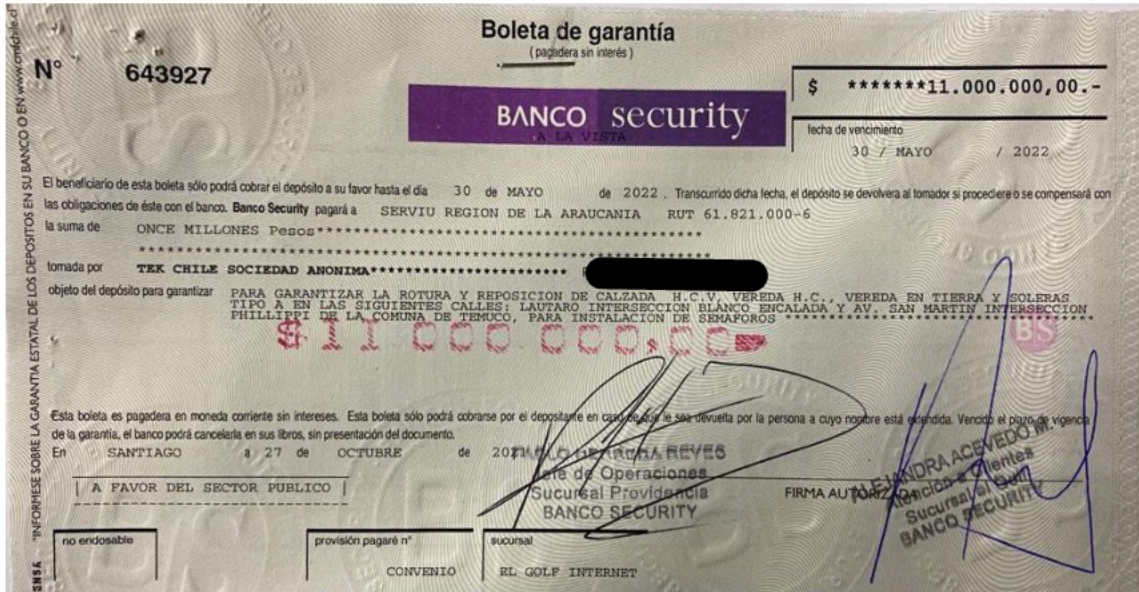 Boleta de garantía
( pagadera sin interés )
N° 643927
$ *******11.000.000,00.-
BANCO security
A LA VISTA
fecha de vencimiento
30 / MAYO / 2022
El beneficiario de esta boleta sólo podrá cobrar el depósito a su favor hasta el día 30 de MAYO de 2022 . Transcurrido dicha fecha, el depósito se devolvera al tomador si procediere o se compensará con
las obligaciones de éste con el banco. Banco Security pagará a SERVIU REGION DE LA ARAUCANIA RUT 61.821.000-6
la suma de ONCE MILLONES Pesos******************************************
******************************************************************
tomada por TEK CHILE SOCIEDAD ANONIMA***********************
objeto del depósito para garantizar PARA GARANTIZAR LA ROTURA Y REPOSICION DE CALZADA H.C.V, VEREDA H.C., VEREDA EN TIERRA Y SOLERAS
TIPO A EN LAS SIGUIENTES CALLES: LAUTARO INTERSECCION BLANCO ENCALADA Y AV. SAN MARTIN INTERSECCION
PHILLIPPI DE LA COMUNA DE TEMUCO, PARA INSTALACION DE SEMAFOROS ************************************
$11 000 000.00
BS
Esta boleta es pagadera en moneda corriente sin intereses. Esta boleta sólo podrá cobrarse por el depositante en caso de que le sea devuelta por la persona a cuyo nombre está extendida. Vencido el plazo de vigencia
de la garantía, el banco podrá cancelarla en sus libros, sin presentación del documento.
En SANTIAGO a 27 de OCTUBRE de
REYES
Jefe de Operaciones
Sucursal Providencia
BANCO SECURITY
| A FAVOR DEL SECTOR PUBLICO |
FIRMA AUTORIZADA
ALEJANDRA ACEVEDO M.
Atención a Clientes
Sucursal
BANCO SECURITY
no endosable
provisión pagaré n°
CONVENIO
sucursal
EL GOLF INTERNET
"INFORMESE SOBRE LA GARANTIA ESTATAL DE LOS DEPOSITOS EN SU BANCO O EN www.cmfchile.cl